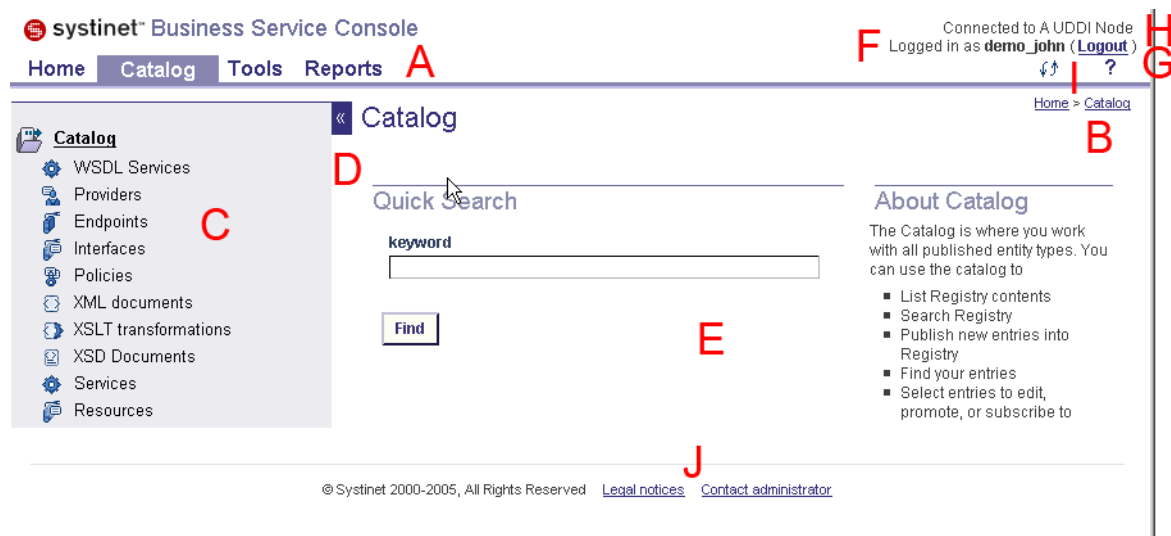 systinet™ Business Service Console
Connected to A UDDI Node
H
F
Logged in as demo_john ( Logout )
G
Home Catalog Tools Reports
A
I
?
« Catalog
Home > Catalog
B
Catalog
WSDL Services
Providers
Endpoints
Interfaces
Policies
XML documents
XSLT transformations
XSD Documents
Services
Resources
C
D
Quick Search
keyword
Find
E
About Catalog
The Catalog is where you work
with all published entity types. You
can use the catalog to
List Registry contents
Search Registry
Publish new entries into
Registry
Find your entries
Select entries to edit,
promote, or subscribe to
J
© Systinet 2000-2005, All Rights Reserved Legal notices Contact administrator